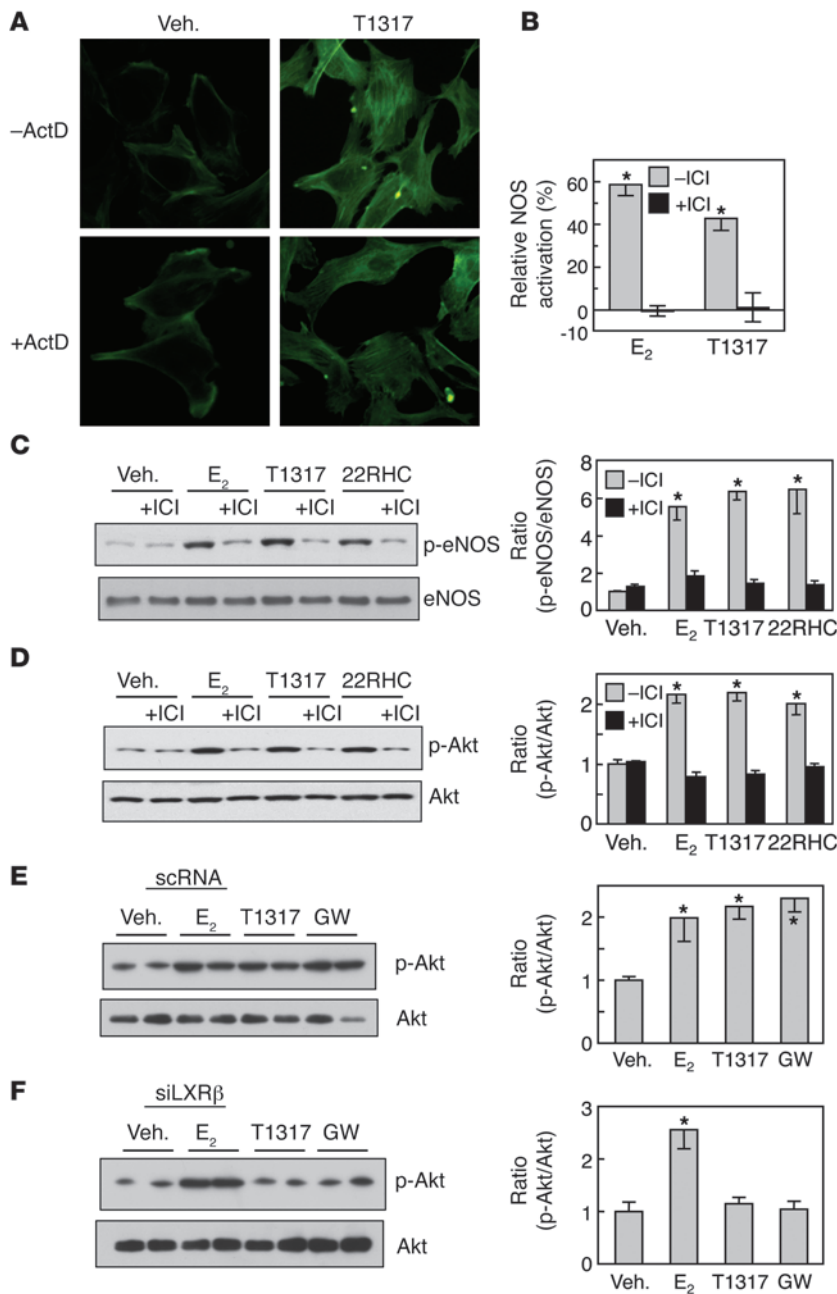 A
Veh.
T1317
–ActD
+ActD
B
Relative NOS
activation (%)
60
40
20
0
-10
–ICI
+ICI
*
*
E2
T1317
C
Veh.
E2
T1317
22RHC
+ICI
+ICI
+ICI
+ICI
p-eNOS
eNOS
Ratio
(p-eNOS/eNOS)
8
6
4
2
0
–ICI
+ICI
*
*
*
Veh.
E2
T1317
22RHC
D
Veh.
E2
T1317
22RHC
+ICI
+ICI
+ICI
+ICI
p-Akt
Akt
Ratio
(p-Akt/Akt)
2
1
0
–ICI
+ICI
*
*
*
Veh.
E2
T1317
22RHC
E
scRNA
Veh.
E2
T1317
GW
p-Akt
Akt
Ratio
(p-Akt/Akt)
2
1
0
*
*
*
Veh.
E2
T1317
GW
F
siLXRβ
Veh.
E2
T1317
GW
p-Akt
Akt
Ratio
(p-Akt/Akt)
3
2
1
0
*
Veh.
E2
T1317
GW